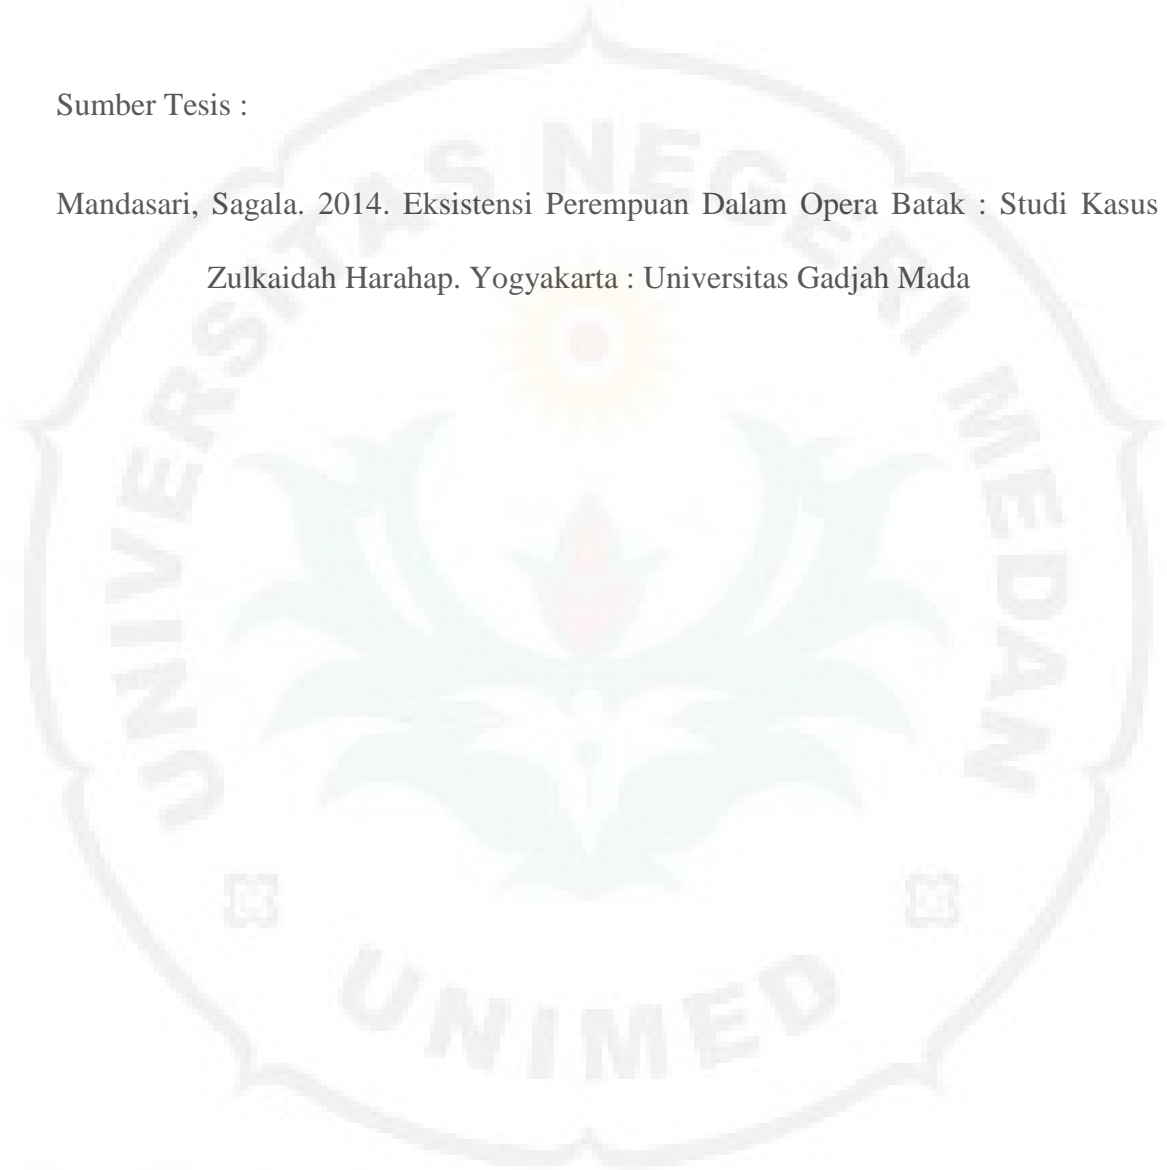 Sumber Tesis :
Mandasari, Sagala. 2014. Eksistensi Perempuan Dalam Opera Batak : Studi Kasus
Zulkaidah Harahap. Yogyakarta : Universitas Gadjah Mada
UNIVERSITAS NEGERI MEDAN
UNIMED